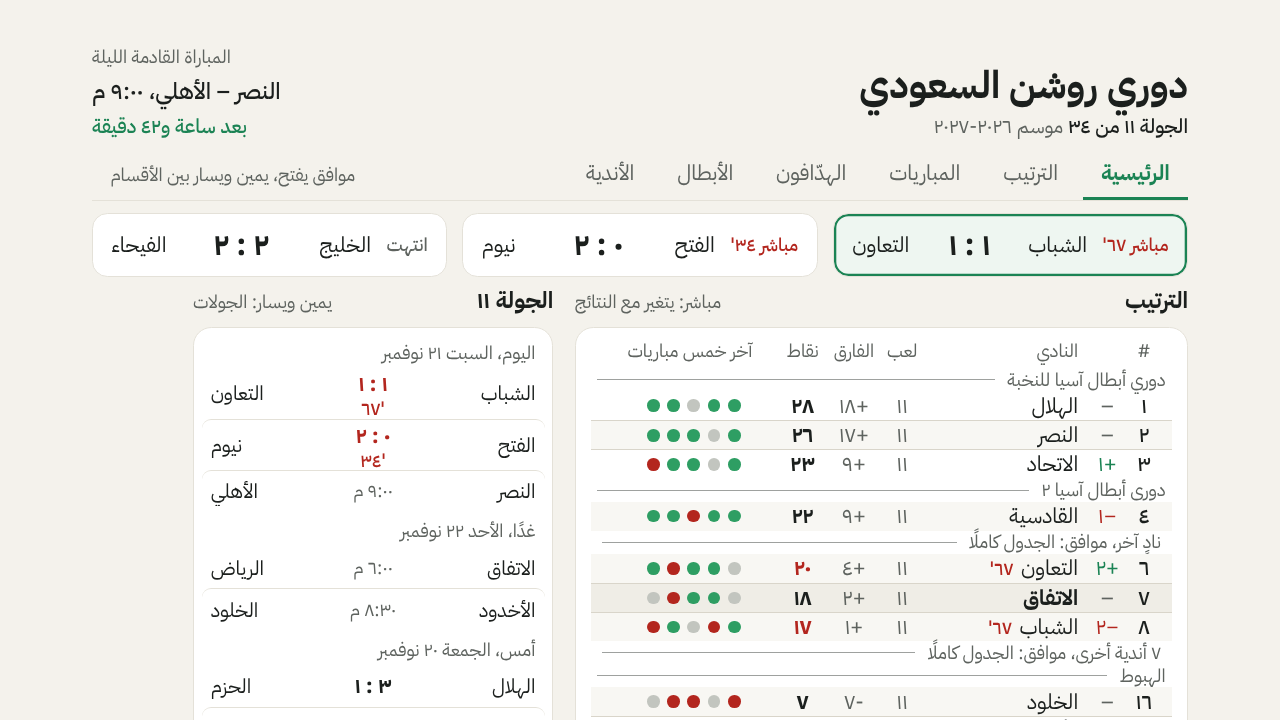 دوري روشن السعودي
الجولة ١١ من ٣٤ موسم ٢٠٢٦-٢٠٢٧
المباراة القادمة الليلة
النصر – الأهلي، ٩:٠٠ م
بعد ساعة و٤٢ دقيقة
الرئيسية الترتيب المباريات الهدّافون الأبطال الأندية
موافق يفتح، يمين ويسار بين الأقسام
مباشر ٦٧' الشباب ١ : ١ التعاون
مباشر ٣٤' الفتح ٠ : ٢ نيوم
انتهت الخليج ٢ : ٢ الفيحاء
الترتيب مباشر: يتغير مع النتائج
# النادي لعب الفارق نقاط آخر خمس مباريات
دوري أبطال آسيا للنخبة
١ – الهلال ١١ +١٨ ٢٨
٢ – النصر ١١ +١٧ ٢٦
٣ +١ الاتحاد ١١ +٩ ٢٣
دوري أبطال آسيا ٢
٤ –١ القادسية ١١ +٩ ٢٢
نادٍ آخر، موافق: الجدول كاملًا
٦ +٢ التعاون ٦٧' ١١ +٤ ٢٠
٧ – الاتفاق ١١ +٢ ١٨
٨ –٢ الشباب ٦٧' ١١ +١ ١٧
٧ أندية أخرى، موافق: الجدول كاملًا
الهبوط
١٦ – الخلود ١١ -٧ ٧
الجولة ١١ يمين ويسار: الجولات
اليوم، السبت ٢١ نوفمبر
الشباب ١ : ١ التعاون
٦٧'
الفتح ٠ : ٢ نيوم
٣٤'
النصر ٩:٠٠ م الأهلي
غدًا، الأحد ٢٢ نوفمبر
الاتفاق ٦:٠٠ م الرياض
الأخدود ٨:٣٠ م الخلود
أمس، الجمعة ٢٠ نوفمبر
الهلال ٣ : ١ الحزم